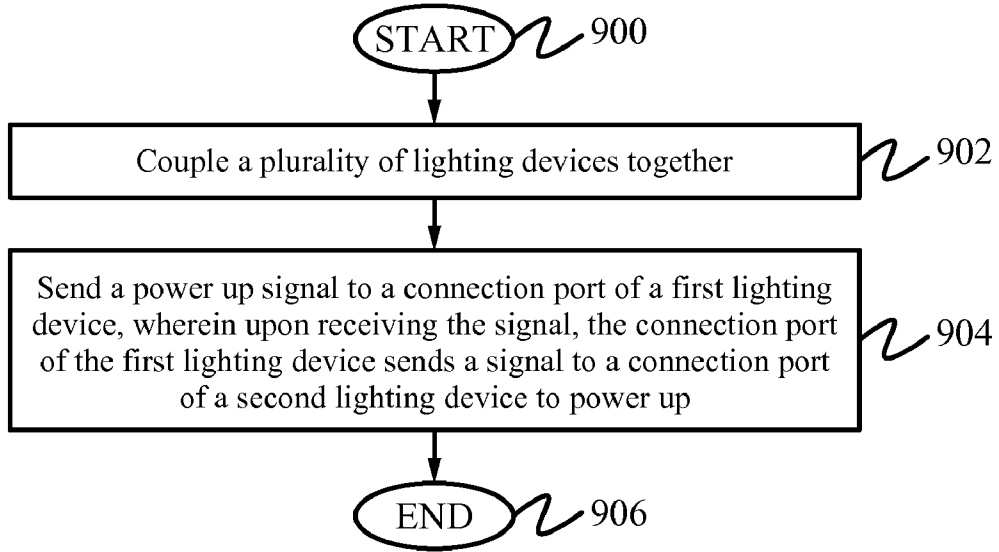 START
900
Couple a plurality of lighting devices together
902
Send a power up signal to a connection port of a first lighting
device, wherein upon receiving the signal, the connection port
of the first lighting device sends a signal to a connection port
of a second lighting device to power up
904
END
906